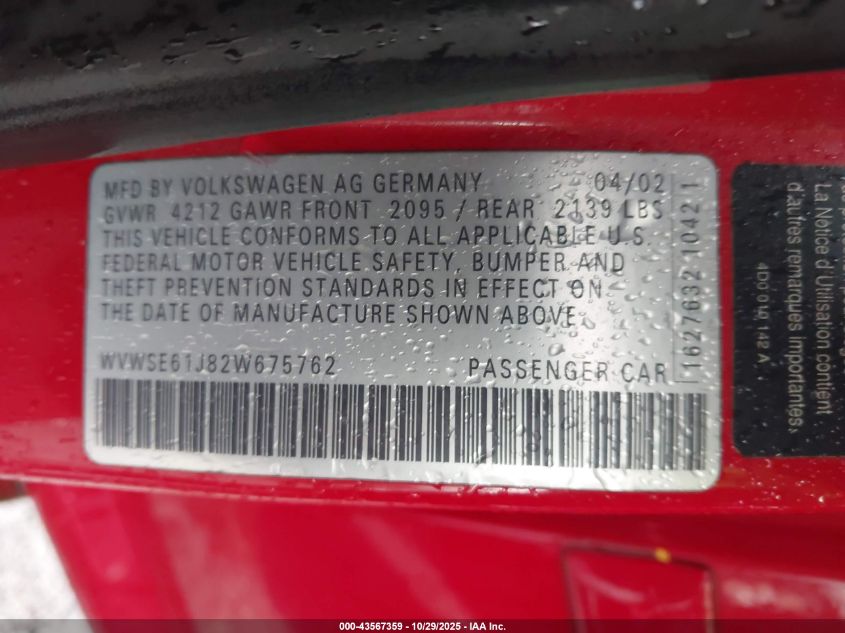 MFD BY VOLKSWAGEN AG GERMANY 04/02
GVWR 4212 GAWR FRONT 2095 / REAR 2139 LBS
THIS VEHICLE CONFORMS TO ALL APPLICABLE U.S.
FEDERAL MOTOR VEHICLE SAFETY, BUMPER AND
THEFT PREVENTION STANDARDS IN EFFECT ON
THE DATE OF MANUFACTURE SHOWN ABOVE.
WVWSE61J82W675762 PASSENGER CAR
1627632 10421
La Notice d'Utilisation contient
d'autres remarques importantes.
4D0 010 142 A
000-43567359 - 10/29/2025 - IAA Inc.